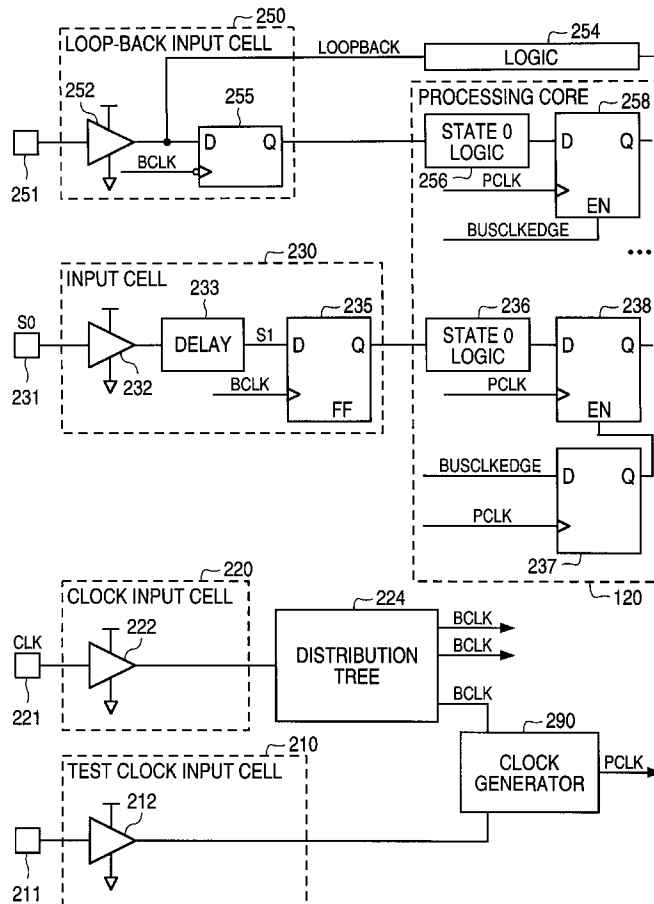 250
LOOP-BACK INPUT CELL
LOOPBACK
254
LOGIC
252
255
D Q
BCLK
251
PROCESSING CORE
258
STATE 0
LOGIC
256
D Q
PCLK
EN
BUSCLKEDGE
...
230
INPUT CELL
233
DELAY
S0
231
232
S1
235
D Q
BCLK
FF
236
STATE 0
LOGIC
238
D Q
PCLK
EN
BUSCLKEDGE
D Q
PCLK
237
120
220
CLOCK INPUT CELL
CLK
221
222
224
DISTRIBUTION
TREE
BCLK
BCLK
BCLK
290
CLOCK
GENERATOR
PCLK
210
TEST CLOCK INPUT CELL
212
211